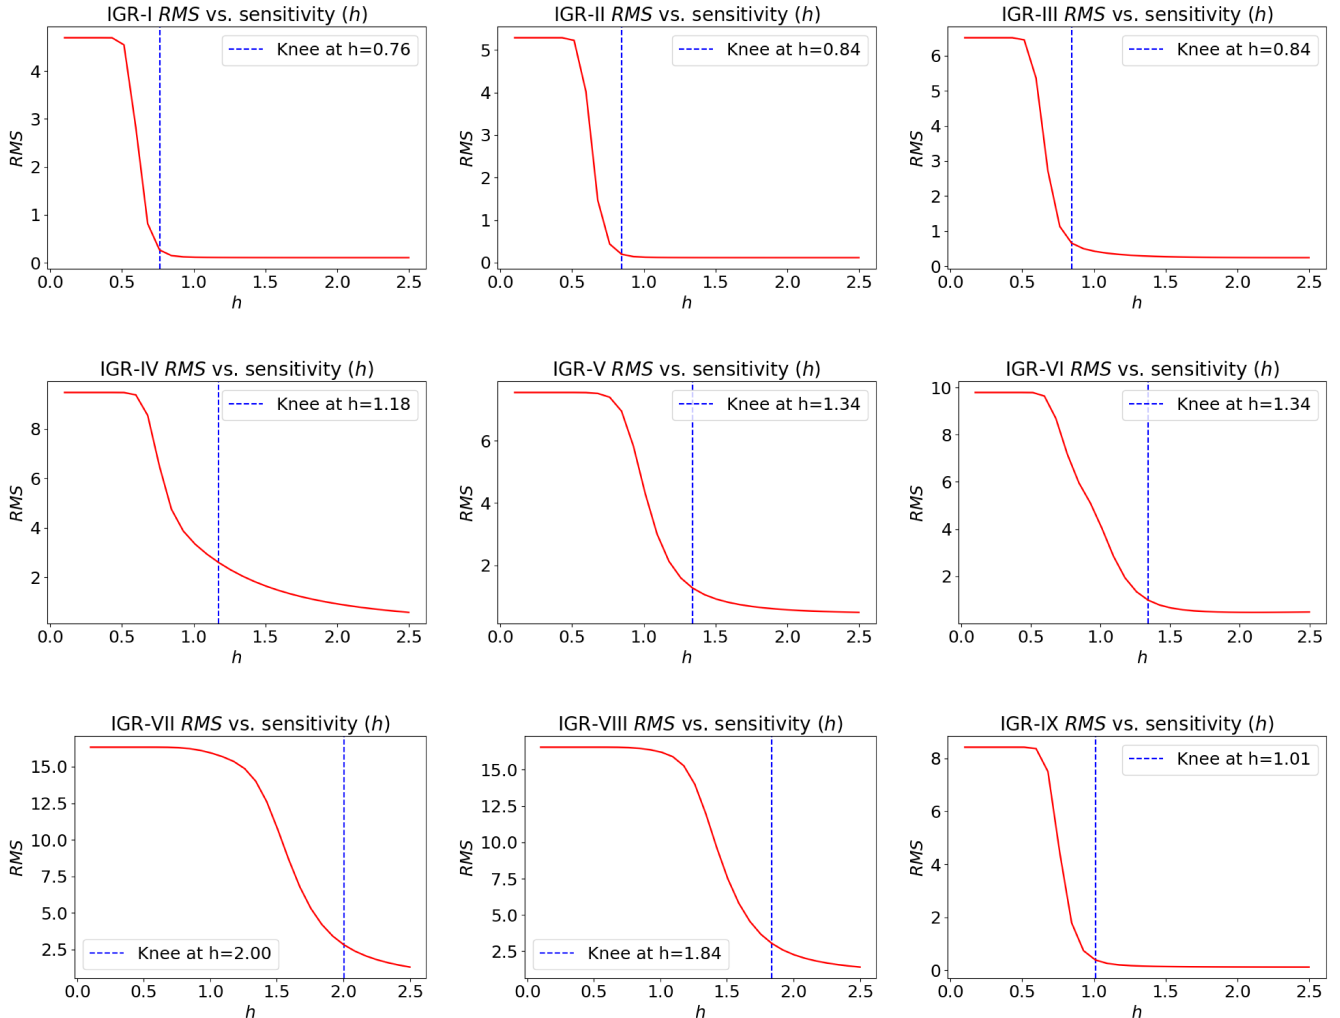 IGR-I RMS vs. sensitivity (h)
Knee at h=0.76
RMS
4
3
2
1
0
0.0 0.5 1.0 1.5 2.0 2.5
h
IGR-II RMS vs. sensitivity (h)
Knee at h=0.84
RMS
5
4
3
2
1
0
0.0 0.5 1.0 1.5 2.0 2.5
h
IGR-III RMS vs. sensitivity (h)
Knee at h=0.84
RMS
6
5
4
3
2
1
0
0.0 0.5 1.0 1.5 2.0 2.5
h
IGR-IV RMS vs. sensitivity (h)
Knee at h=1.18
RMS
8
6
4
2
0.0 0.5 1.0 1.5 2.0 2.5
h
IGR-V RMS vs. sensitivity (h)
Knee at h=1.34
RMS
6
4
2
0.0 0.5 1.0 1.5 2.0 2.5
h
IGR-VI RMS vs. sensitivity (h)
Knee at h=1.34
RMS
10
8
6
4
2
0.0 0.5 1.0 1.5 2.0 2.5
h
IGR-VII RMS vs. sensitivity (h)
Knee at h=2.00
RMS
15.0
12.5
10.0
7.5
5.0
2.5
0.0 0.5 1.0 1.5 2.0 2.5
h
IGR-VIII RMS vs. sensitivity (h)
Knee at h=1.84
RMS
15.0
12.5
10.0
7.5
5.0
2.5
0.0 0.5 1.0 1.5 2.0 2.5
h
IGR-IX RMS vs. sensitivity (h)
Knee at h=1.01
RMS
8
6
4
2
0
0.0 0.5 1.0 1.5 2.0 2.5
h